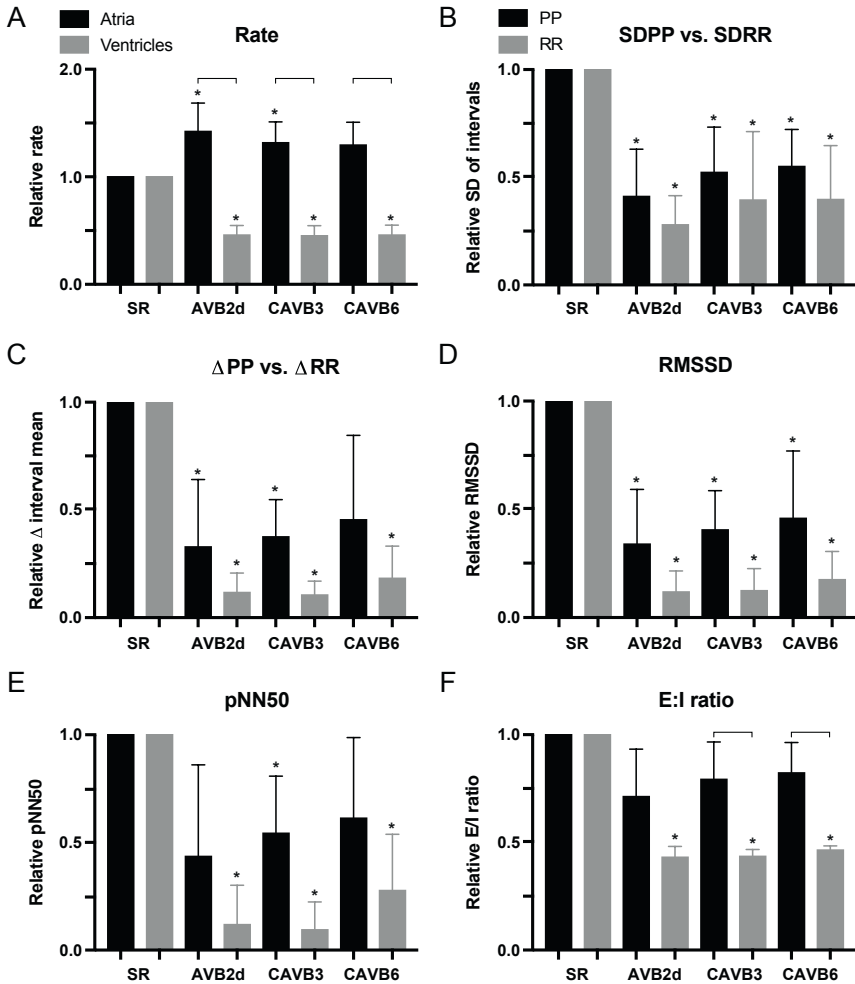 A
Atria
Ventricles
Rate
Relative rate
2.0
1.0
0.0
* * * * *
SR AVB2d CAVB3 CAVB6
B
PP
RR
SDPP vs. SDRR
Relative SD of intervals
1.0
0.5
0.0
* * * * * *
SR AVB2d CAVB3 CAVB6
C
ΔPP vs. ΔRR
Relative Δ interval mean
1.0
0.5
0.0
* * * * *
SR AVB2d CAVB3 CAVB6
D
RMSSD
Relative RMSSD
1.0
0.5
0.0
* * * * * *
SR AVB2d CAVB3 CAVB6
E
pNN50
Relative pNN50
1.0
0.5
0.0
* * * *
SR AVB2d CAVB3 CAVB6
F
E:I ratio
Relative E/I ratio
1.0
0.5
0.0
* * *
SR AVB2d CAVB3 CAVB6